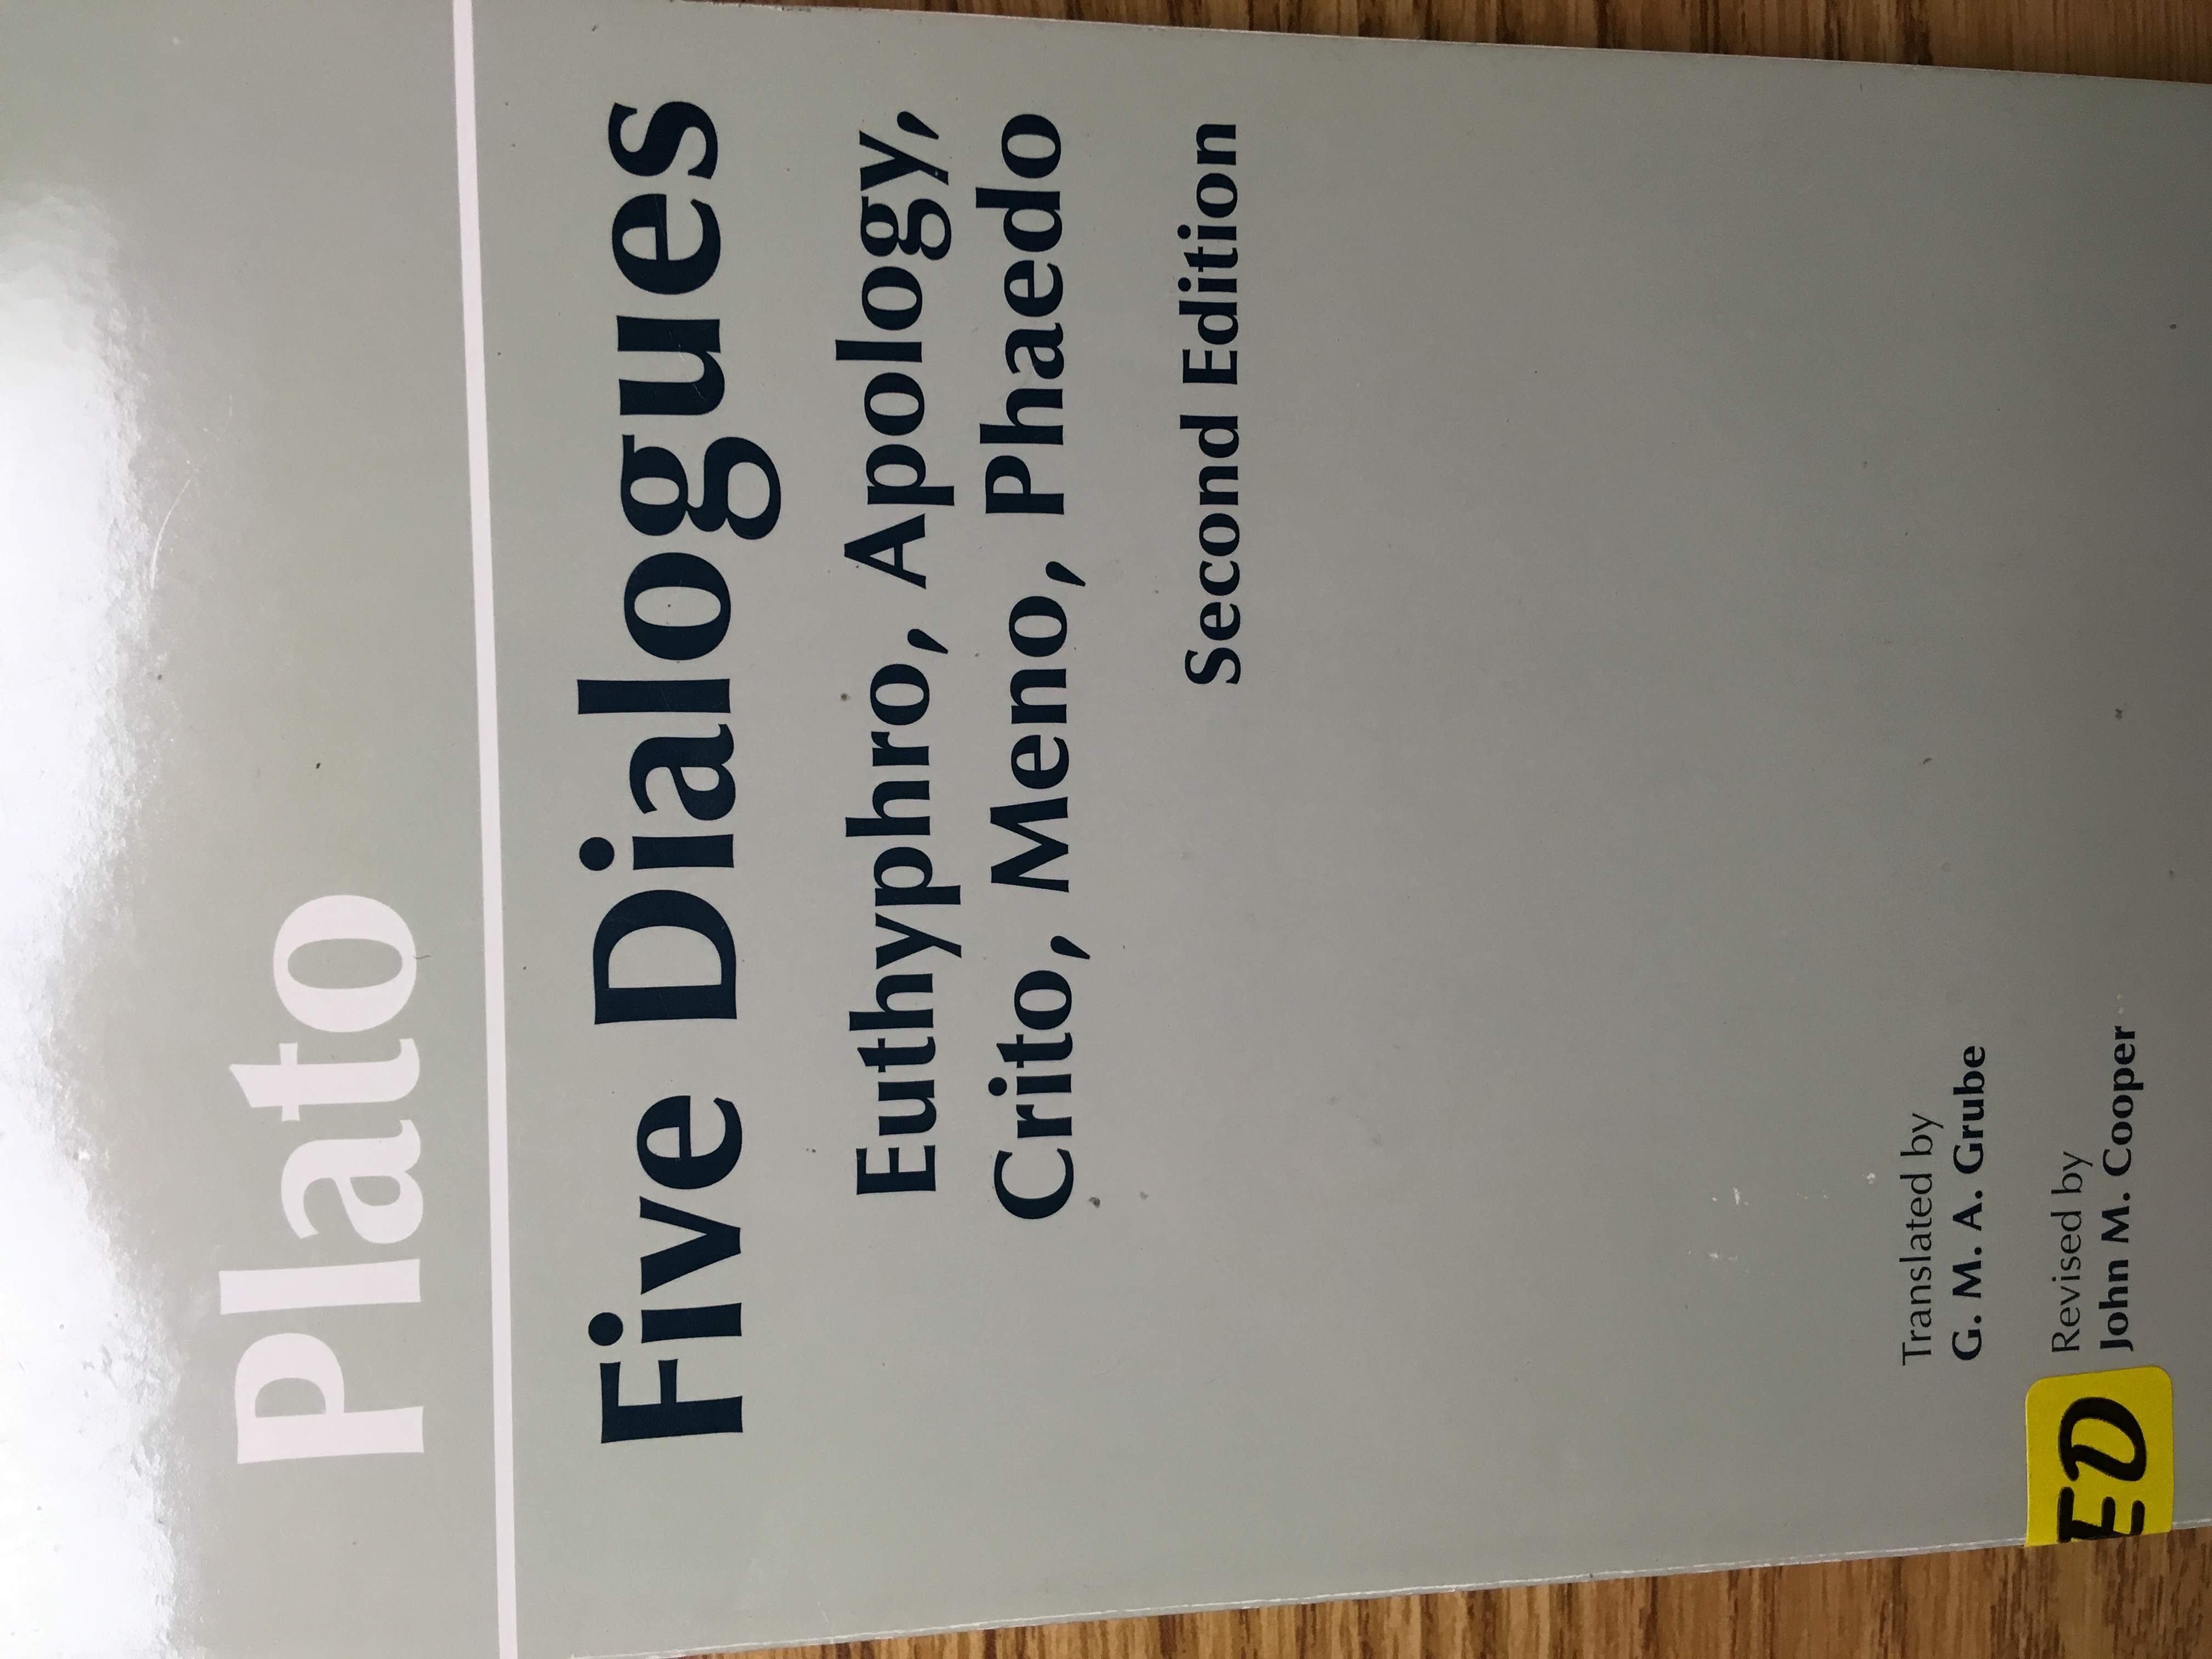 Plato
Five Dialogues
Euthyphro, Apology,
Crito, Meno, Phaedo
Second Edition
Translated by
G. M. A. Grube
Revised by
John M. Cooper
ED